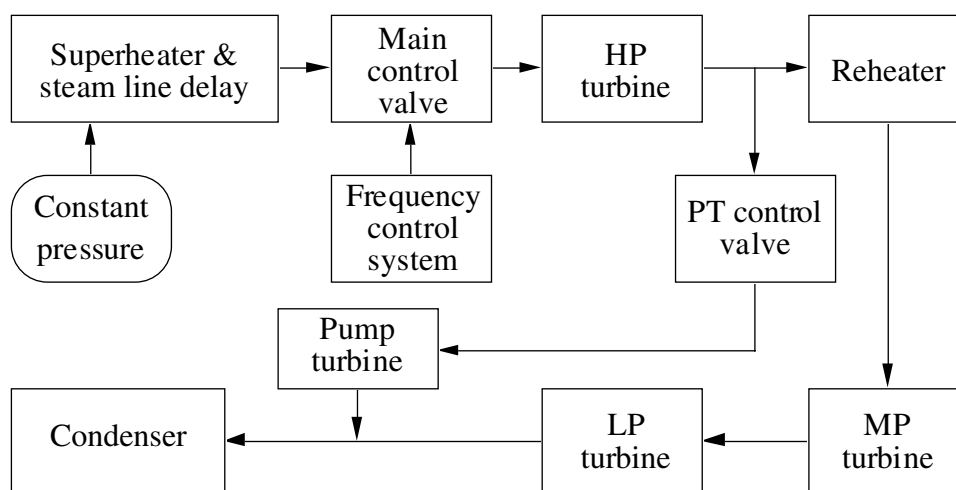 Superheater &
steam line delay
Main
control
valve
HP
turbine
Reheater
Constant
pressure
Frequency
control
system
PT control
valve
Pump
turbine
Condenser
LP
turbine
MP
turbine